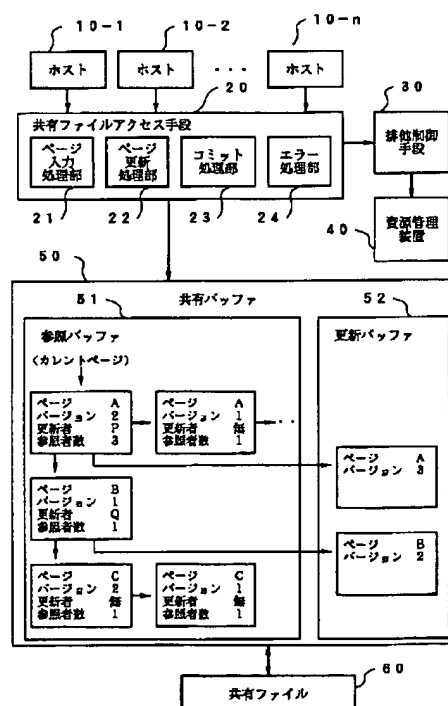 10-1
10-2
10-n
ホスト
ホスト
・・・
ホスト
20
30
共有ファイルアクセス手段
ページ
入力
処理部
ページ
更新
処理部
コミット
処理部
エラー
処理部
排他制御
手段
21
22
23
24
資源管理
装置
40
50
共有バッファ
51
52
参照バッファ
(カレントページ)
更新バッファ
ページ A
バージョン 2
更新者 P
参照者数 3
ページ A
バージョン 1
更新者 無
参照者数 1
・・
ページ A
バージョン 3
ページ B
バージョン 1
更新者 Q
参照者数 1
ページ B
バージョン 2
ページ C
バージョン 2
更新者 無
参照者数 1
ページ C
バージョン 1
更新者 無
参照者数 1
60
共有ファイル